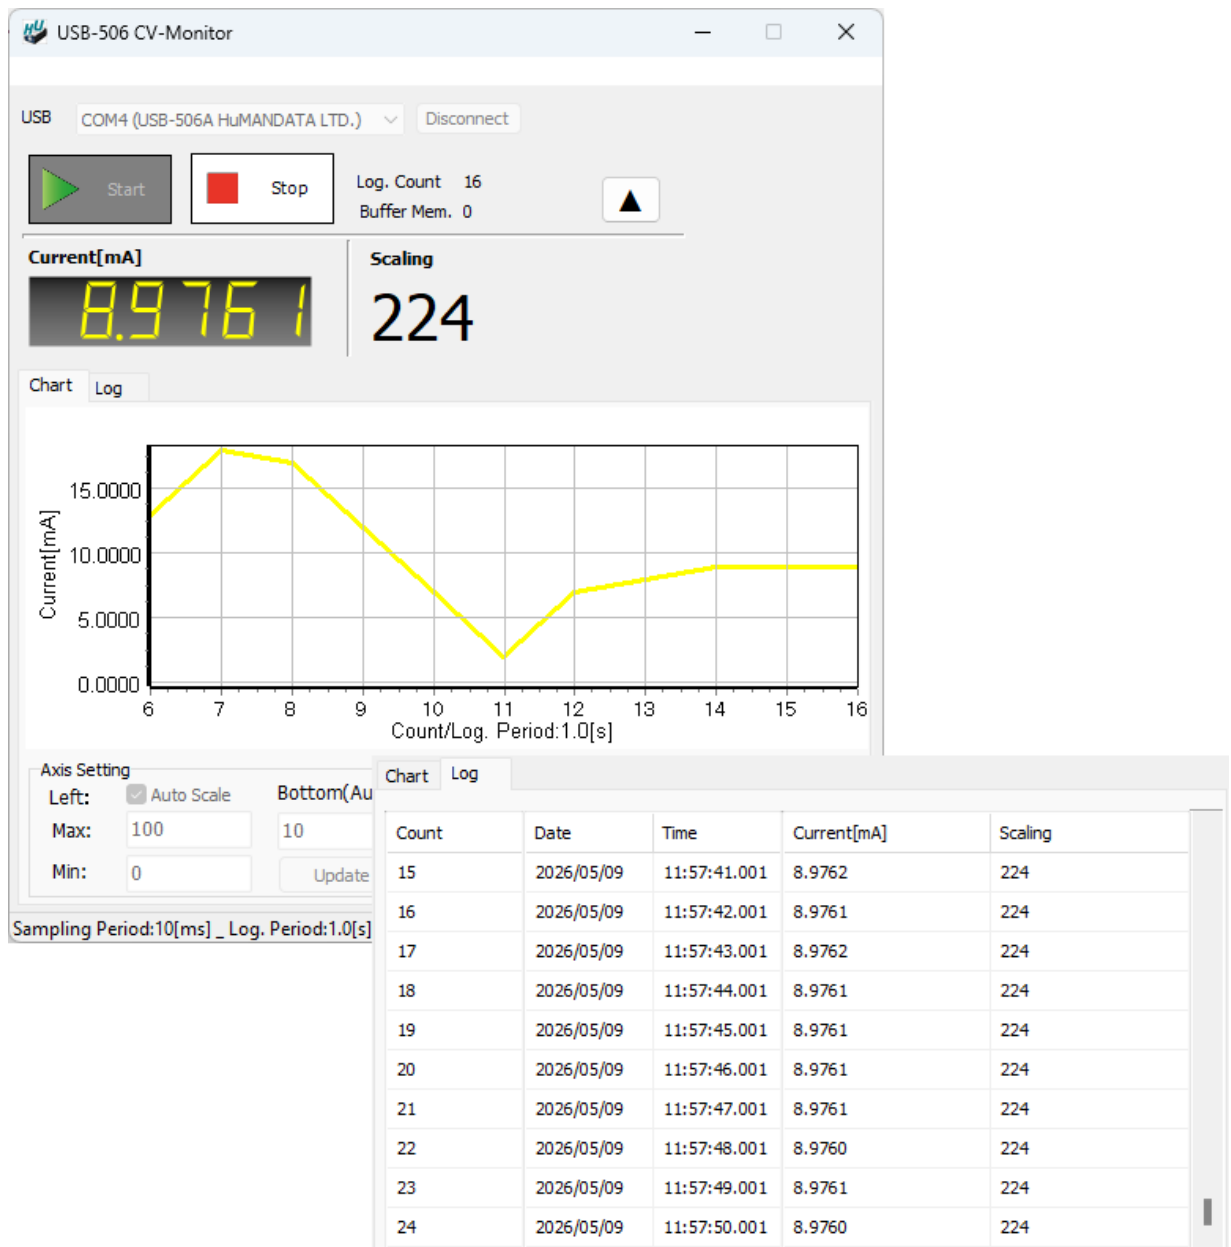 USB-506 CV-Monitor
USB COM4 (USB-506A HuMANDATA LTD.) Disconnect
Start Stop Log. Count 16
Buffer Mem. 0
▲
Current[mA] Scaling
8.9761 224
Chart Log
Current[mA]
15.0000
10.0000
5.0000
0.0000
6 7 8 9 10 11 12 13 14 15 16
Count/Log. Period:1.0[s]
Axis Setting
Left: Auto Scale Bottom(Au
Max: 100 10
Min: 0 Update
Sampling Period:10[ms] _ Log. Period:1.0[s]
Chart Log
Count Date Time Current[mA] Scaling
15 2026/05/09 11:57:41.001 8.9762 224
16 2026/05/09 11:57:42.001 8.9761 224
17 2026/05/09 11:57:43.001 8.9762 224
18 2026/05/09 11:57:44.001 8.9761 224
19 2026/05/09 11:57:45.001 8.9761 224
20 2026/05/09 11:57:46.001 8.9761 224
21 2026/05/09 11:57:47.001 8.9761 224
22 2026/05/09 11:57:48.001 8.9760 224
23 2026/05/09 11:57:49.001 8.9761 224
24 2026/05/09 11:57:50.001 8.9760 224